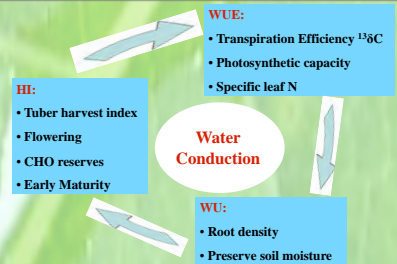 WUE:
• Transpiration Efficiency ¹³δC
• Photosynthetic capacity
• Specific leaf N
HI:
• Tuber harvest index
• Flowering
• CHO reserves
• Early Maturity
Water
Conduction
WU:
• Root density
• Preserve soil moisture